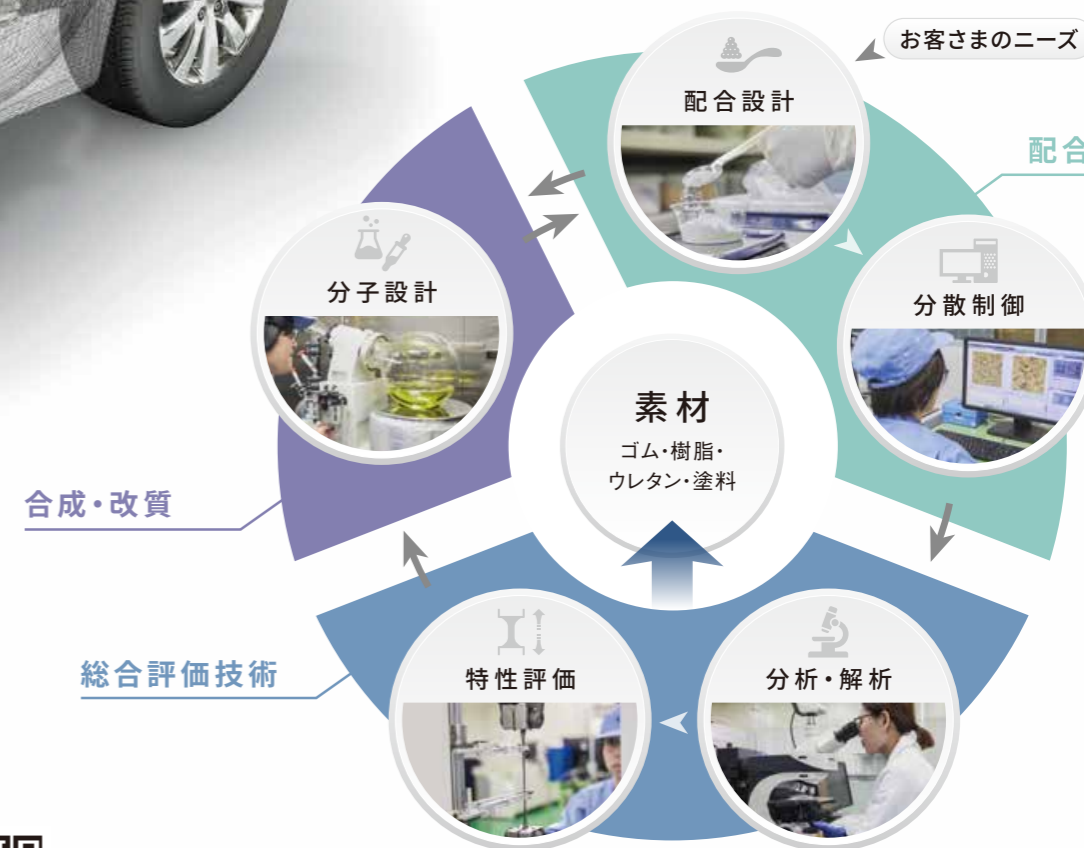 お客さまのニーズ
配合設計
配合
分子設計
分散制御
素材
ゴム・樹脂・
ウレタン・塗料
合成・改質
総合評価技術
特性評価
分析・解析